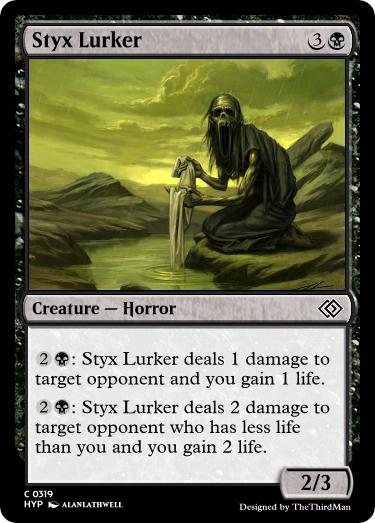 Styx Lurker 3
Creature — Horror
2 : Styx Lurker deals 1 damage to
target opponent and you gain 1 life.
2 : Styx Lurker deals 2 damage to
target opponent who has less life
than you and you gain 2 life.
2/3
C 0319
HYP ALANLATHWELL
Designed by TheThirdMan